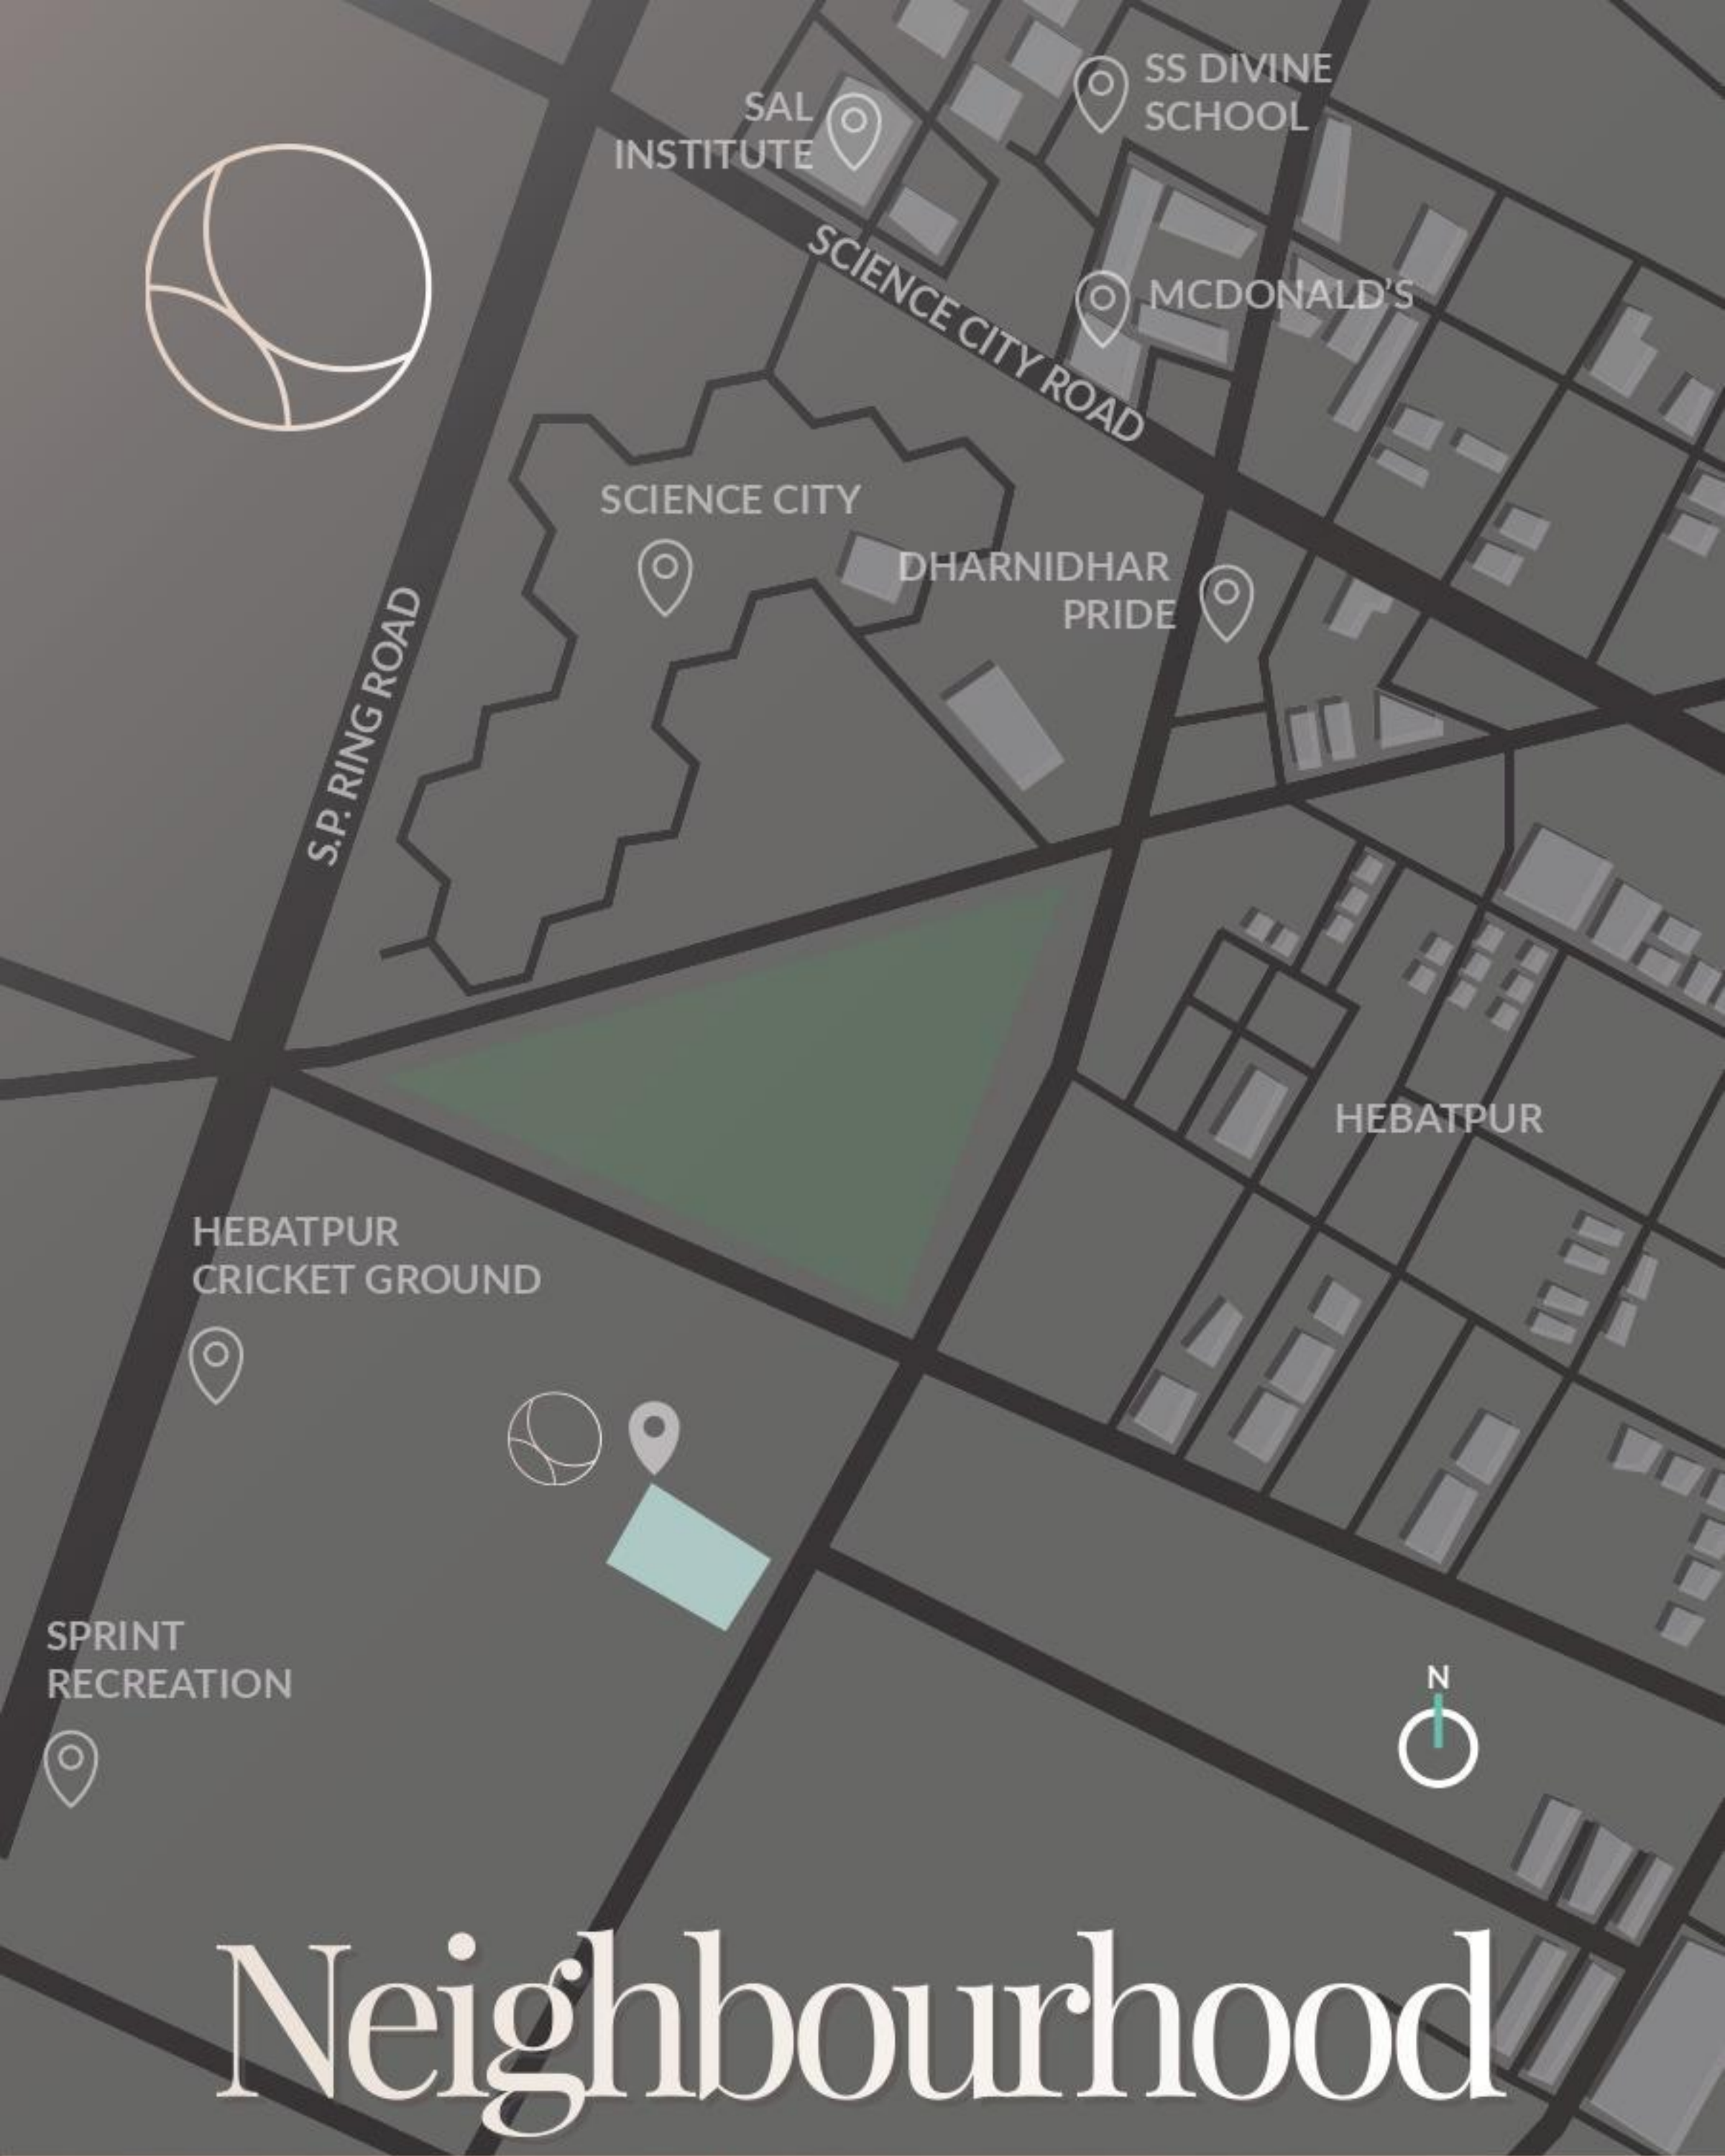 SS DIVINE
SCHOOL
SAL
INSTITUTE
SCIENCE CITY ROAD
MCDONALD'S
SCIENCE CITY
DHARNIDHAR
PRIDE
S.P. RING ROAD
HEBATPUR
HEBATPUR
CRICKET GROUND
SPRINT
RECREATION
N
Neighbourhood